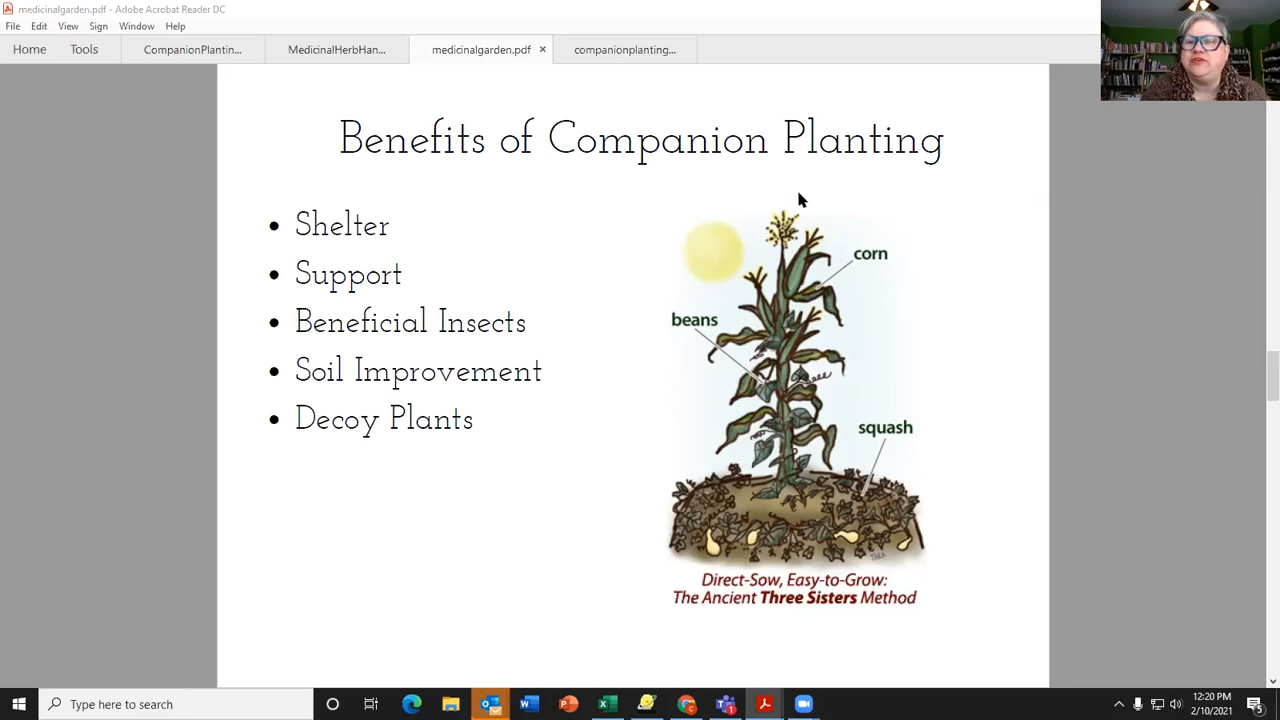 medicinalgarden.pdf - Adobe Acrobat Reader DC
File Edit View Sign Window Help
Home Tools CompanionPlantin... MedicinalHerbHan... medicinalgarden.pdf × companionplanting...
Benefits of Companion Planting
• Shelter
• Support
• Beneficial Insects
• Soil Improvement
• Decoy Plants
corn
beans
squash
Direct-Sow, Easy-to-Grow:
The Ancient Three Sisters Method
Type here to search
12:20 PM
2/10/2021
5